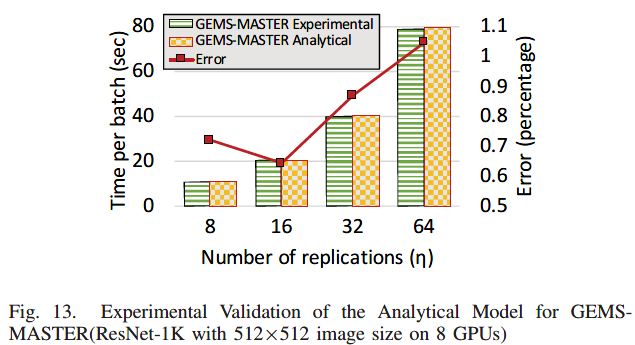 80
60
40
20
0
1.1
1
0.9
0.8
0.7
0.6
0.5
Time per batch (sec)
Error (percentage)
GEMS-MASTER Experimental
GEMS-MASTER Analytical
Error
8 16 32 64
Number of replications (η)
Fig. 13. Experimental Validation of the Analytical Model for GEMS-
MASTER(ResNet-1K with 512×512 image size on 8 GPUs)